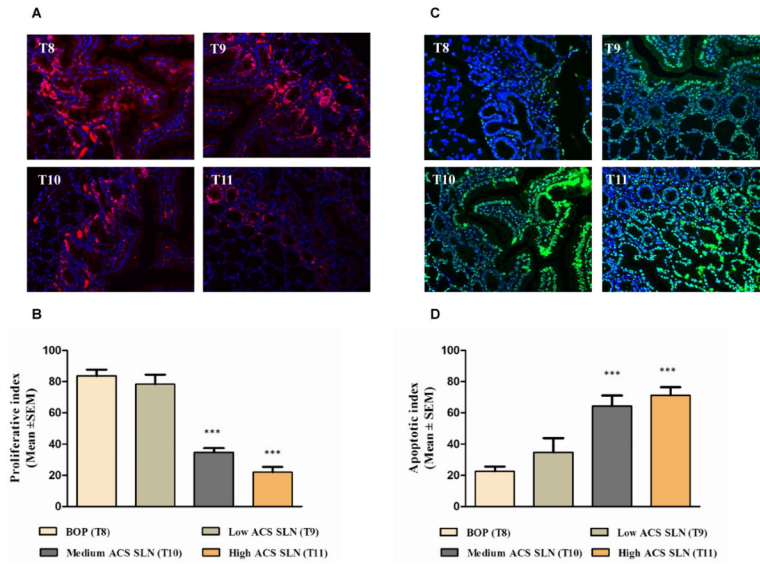 A
C
T8
T9
T8
T9
T10
T11
T10
T11
B
D
Proliferative index
(Mean ±SEM)
100
80
60
40
20
0
***
***
BOP (T8)
Low ACS SLN (T9)
Medium ACS SLN (T10)
High ACS SLN (T11)
Apoptotic index
(Mean ± SEM)
100
80
60
40
20
0
***
***
BOP (T8)
Low ACS SLN (T9)
Medium ACS SLN (T10)
High ACS SLN (T11)